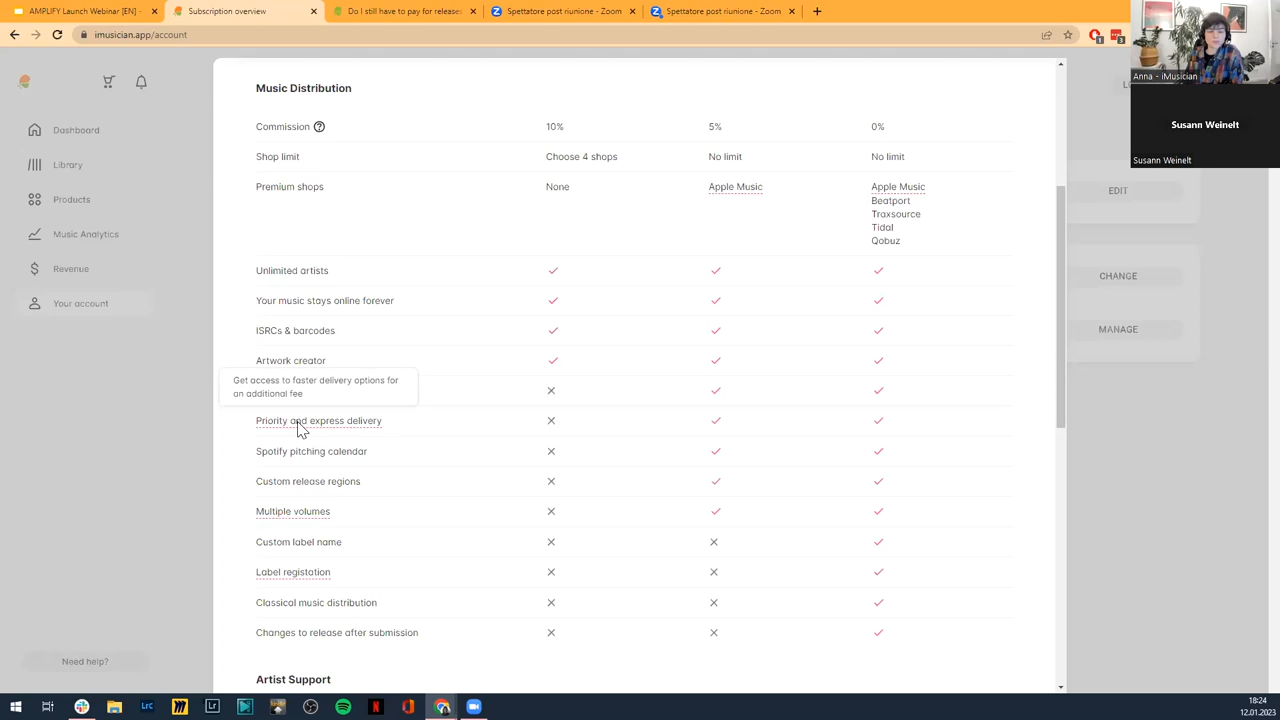 AMPLIFY Launch Webinar [EN] - G
Subscription overview
Do I still have to pay for release
Spettatore post riunione - Zoom
Spettatore post riunione - Zoom
imusician.app/account
1
3
Anna - iMusician
Susann Weinelt
Susann Weinelt
Dashboard
Library
Products
Music Analytics
Revenue
Your account
Need help?
Music Distribution
Commission ? 10% 5% 0%
Shop limit Choose 4 shops No limit No limit
Premium shops None Apple Music Apple Music
Beatport
Traxsource
Tidal
Qobuz
Unlimited artists
Your music stays online forever
ISRCs & barcodes
Artwork creator
Get access to faster delivery options for
an additional fee
Priority and express delivery
Spotify pitching calendar
Custom release regions
Multiple volumes
Custom label name
Label registation
Classical music distribution
Changes to release after submission
Artist Support
EDIT
CHANGE
MANAGE
Lrc
Lr
18:24
12.01.2023